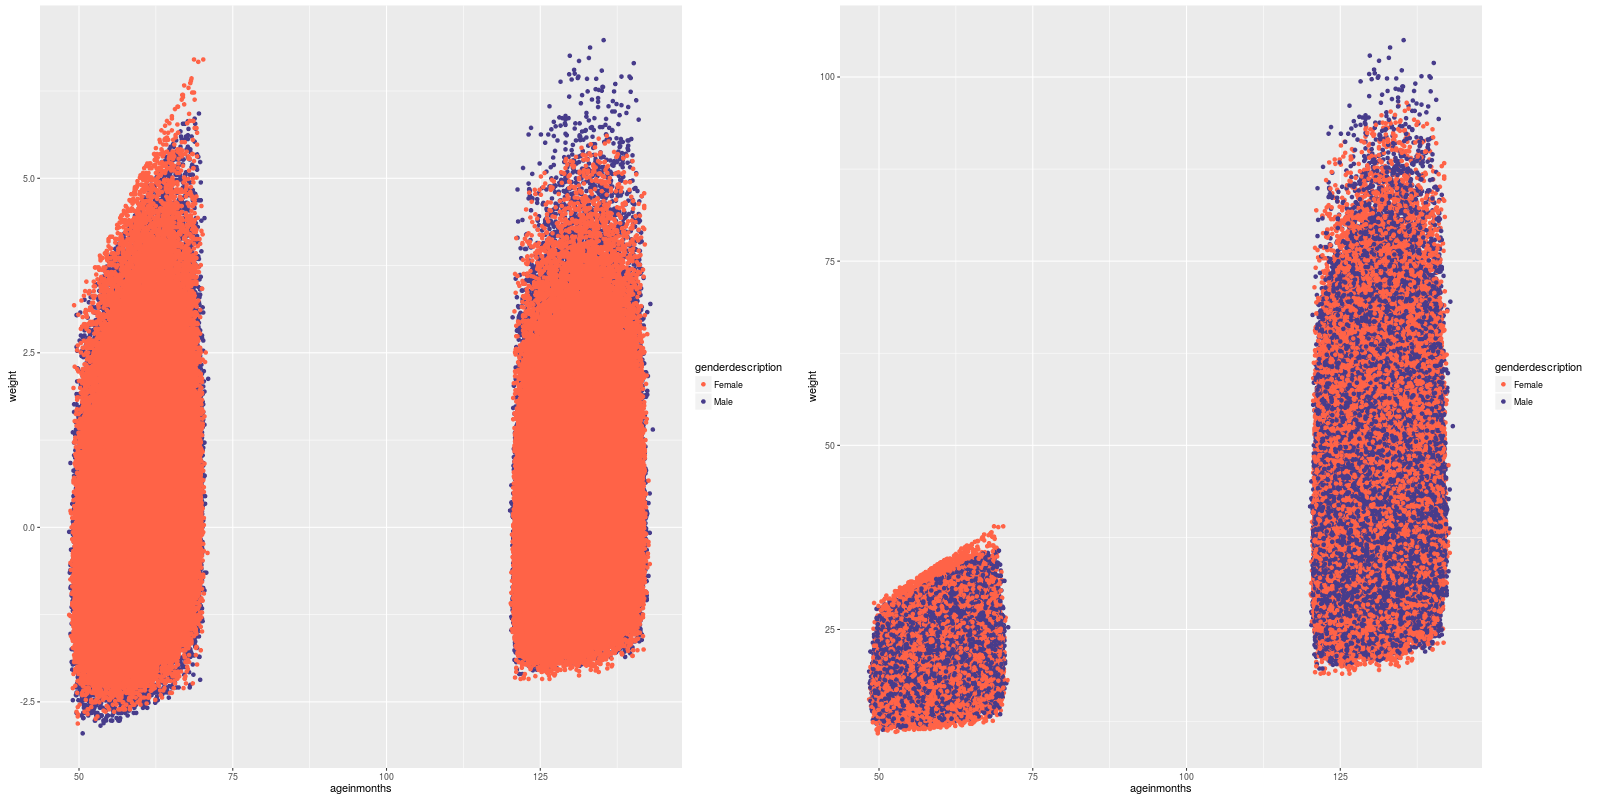 5.0
2.5
0.0
-2.5
weight
50 75 100 125
ageinmonths
genderdescription
Female
Male
100
75
50
25
weight
50 75 100 125
ageinmonths
genderdescription
Female
Male